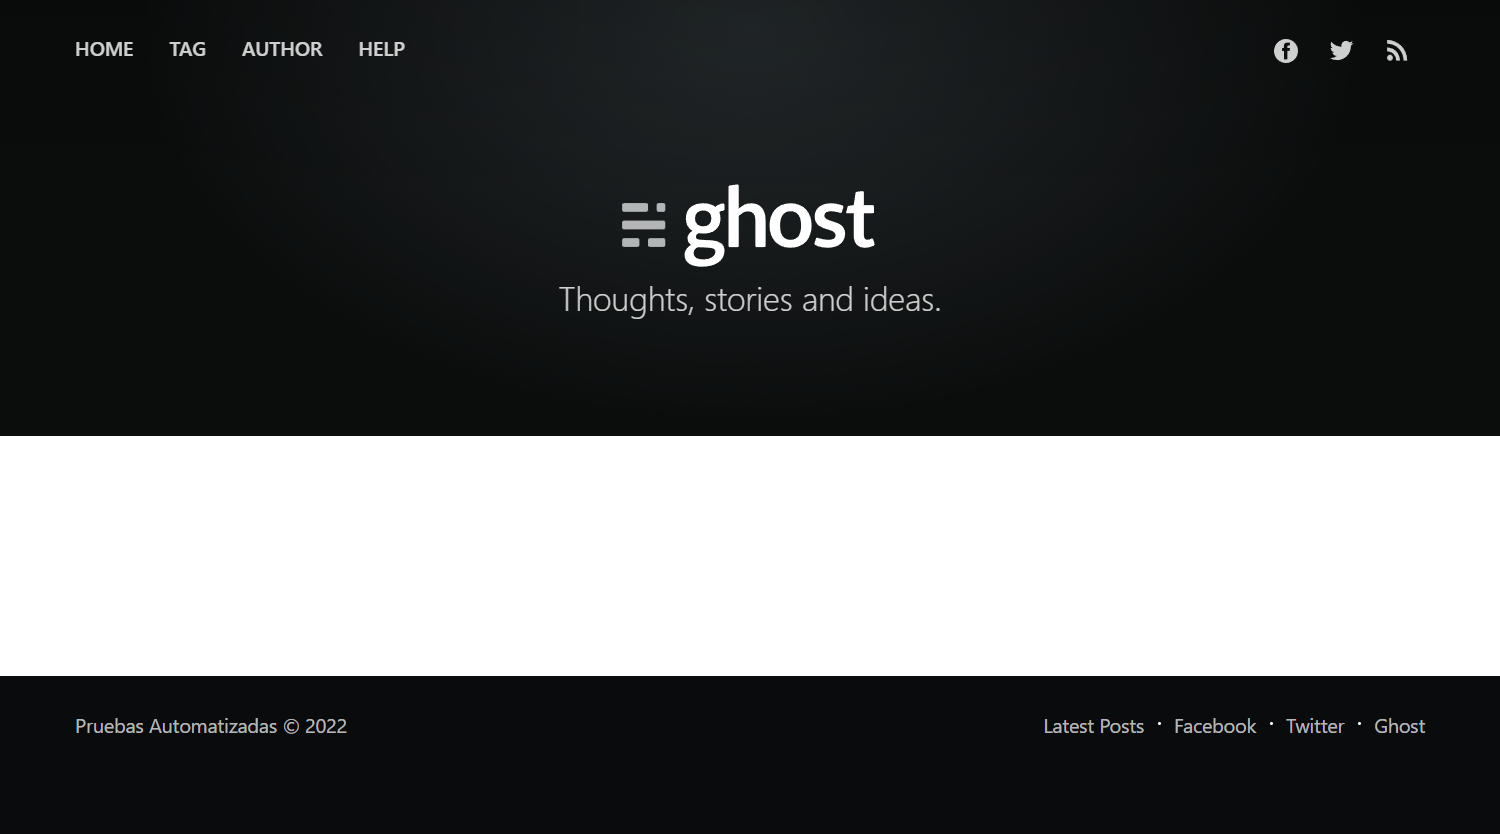 HOME TAG AUTHOR HELP
ghost
Thoughts, stories and ideas.
Pruebas Automatizadas © 2022
Latest Posts · Facebook · Twitter · Ghost